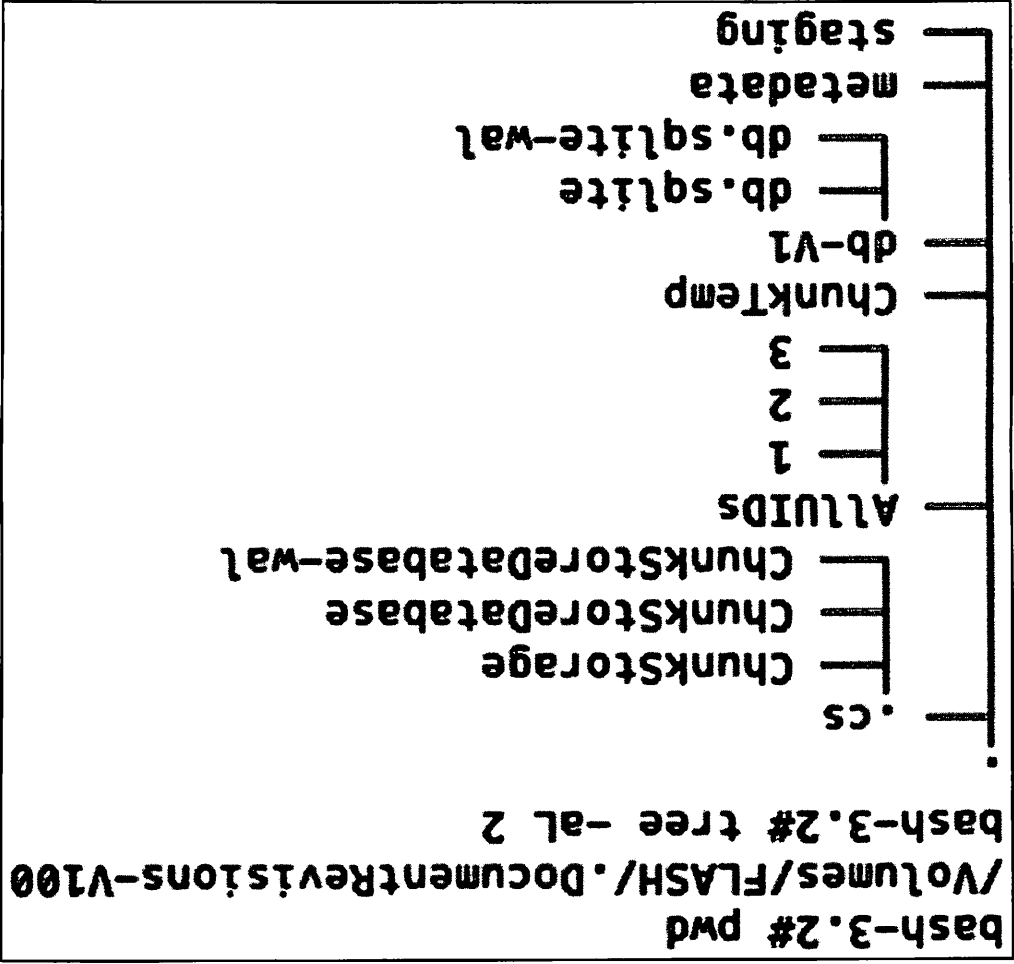 bash-3.2# pwd
/Volumes/FLASH/.DocumentRevisions-V100
bash-3.2# tree -aL 2
.
.cs
ChunkStorage
ChunkStoreDatabase
ChunkStoreDatabase-wal
AllUIDs
1
2
3
ChunkTemp
db-V1
db.sqlite
db.sqlite-wal
metadata
staging